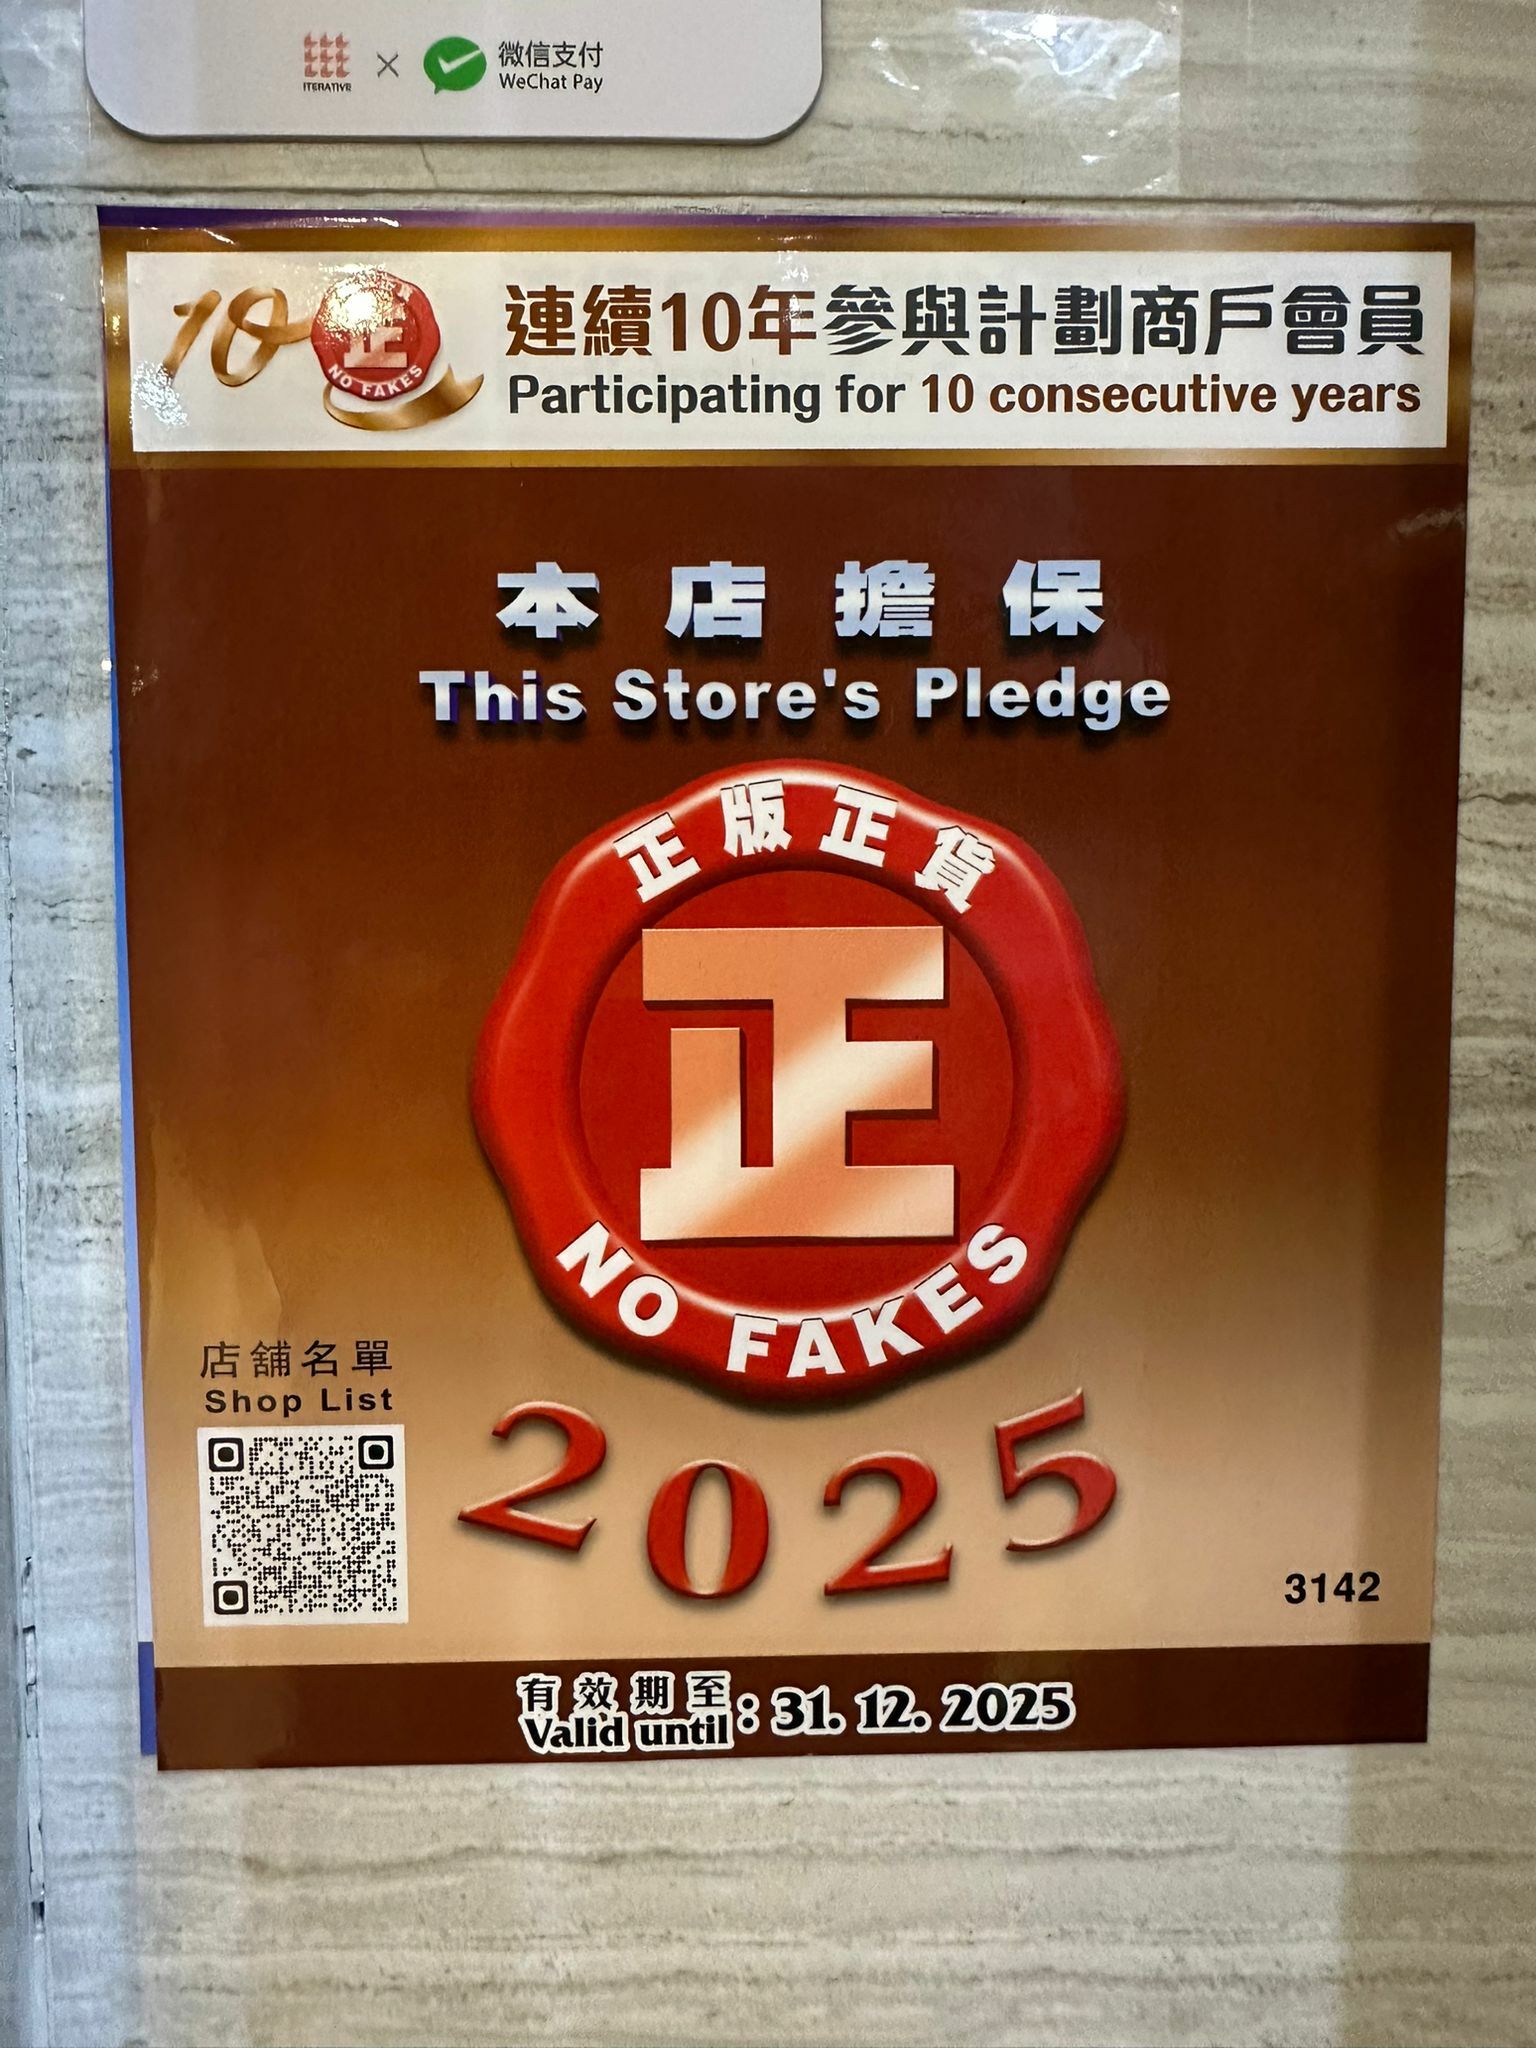 ITERATIVE × 微信支付
WeChat Pay
10 正
NO FAKES
連續10年參與計劃商戶會員
Participating for 10 consecutive years
本店擔保
This Store's Pledge
正版正貨
正
NO FAKES
2025
店舖名單
Shop List
3142
有效期至
Valid until : 31. 12. 2025